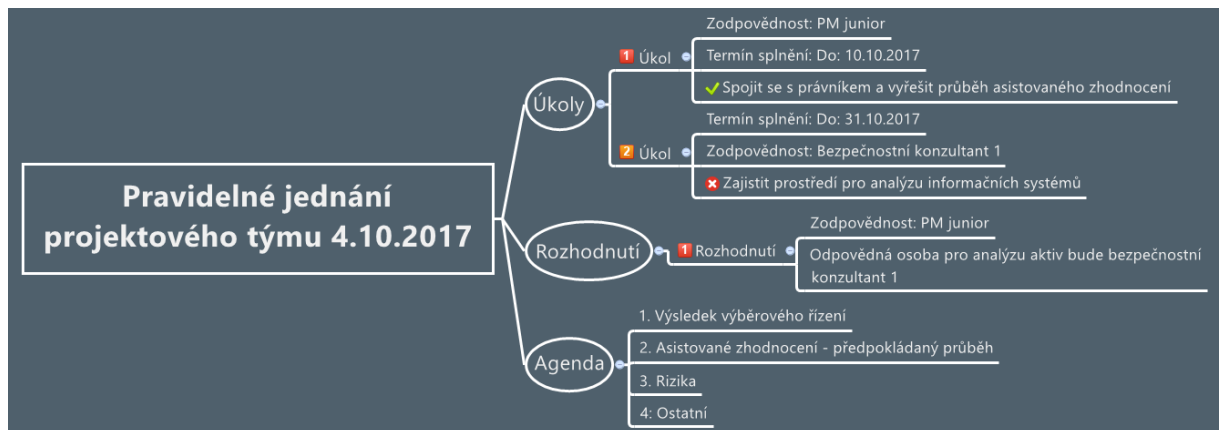 Pravidelné jednání
projektového týmu 4.10.2017
Úkoly
1 Úkol
Zodpovědnost: PM junior
Termín splnění: Do: 10.10.2017
Spojit se s právníkem a vyřešit průběh asistovaného zhodnocení
2 Úkol
Termín splnění: Do: 31.10.2017
Zodpovědnost: Bezpečnostní konzultant 1
Zajistit prostředí pro analýzu informačních systémů
Rozhodnutí
1 Rozhodnutí
Zodpovědnost: PM junior
Odpovědná osoba pro analýzu aktiv bude bezpečnostní
konzultant 1
Agenda
1. Výsledek výběrového řízení
2. Asistované zhodnocení - předpokládaný průběh
3. Rizika
4: Ostatní